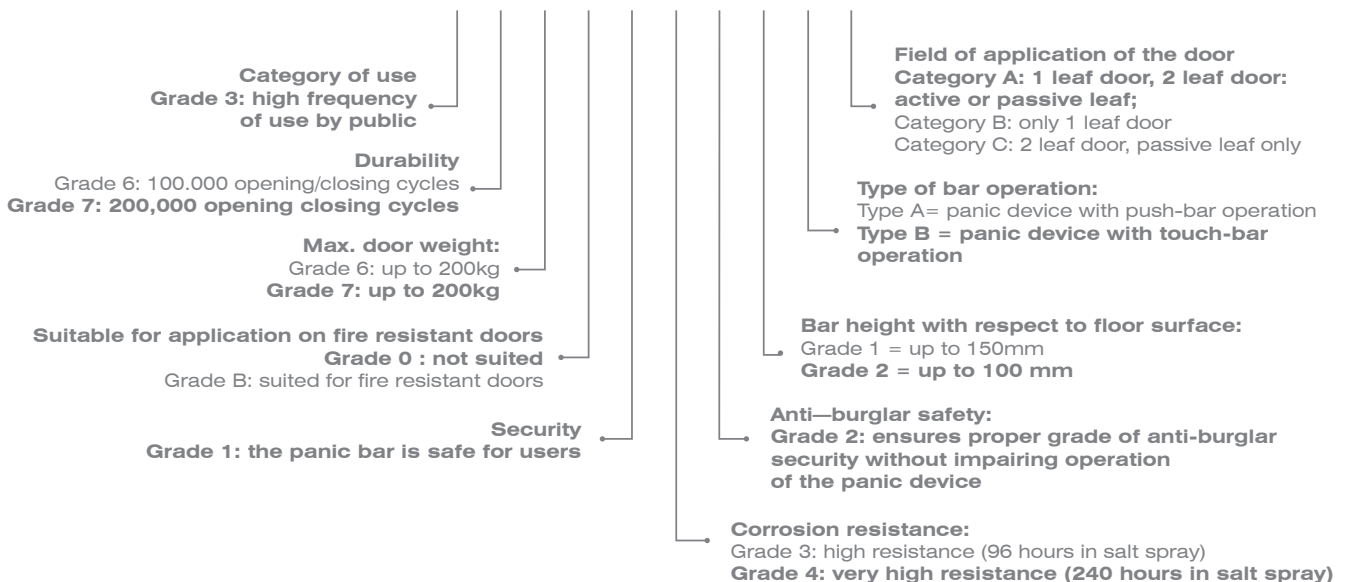 Category of use
Grade 3: high frequency
of use by public
Durability
Grade 6: 100.000 opening/closing cycles
Grade 7: 200,000 opening closing cycles
Max. door weight:
Grade 6: up to 200kg
Grade 7: up to 200kg
Suitable for application on fire resistant doors
Grade 0 : not suited
Grade B: suited for fire resistant doors
Security
Grade 1: the panic bar is safe for users
Field of application of the door
Category A: 1 leaf door, 2 leaf door:
active or passive leaf;
Category B: only 1 leaf door
Category C: 2 leaf door, passive leaf only
Type of bar operation:
Type A= panic device with push-bar operation
Type B = panic device with touch-bar
operation
Bar height with respect to floor surface:
Grade 1 = up to 150mm
Grade 2 = up to 100 mm
Anti—burglar safety:
Grade 2: ensures proper grade of anti-burglar
security without impairing operation
of the panic device
Corrosion resistance:
Grade 3: high resistance (96 hours in salt spray)
Grade 4: very high resistance (240 hours in salt spray)